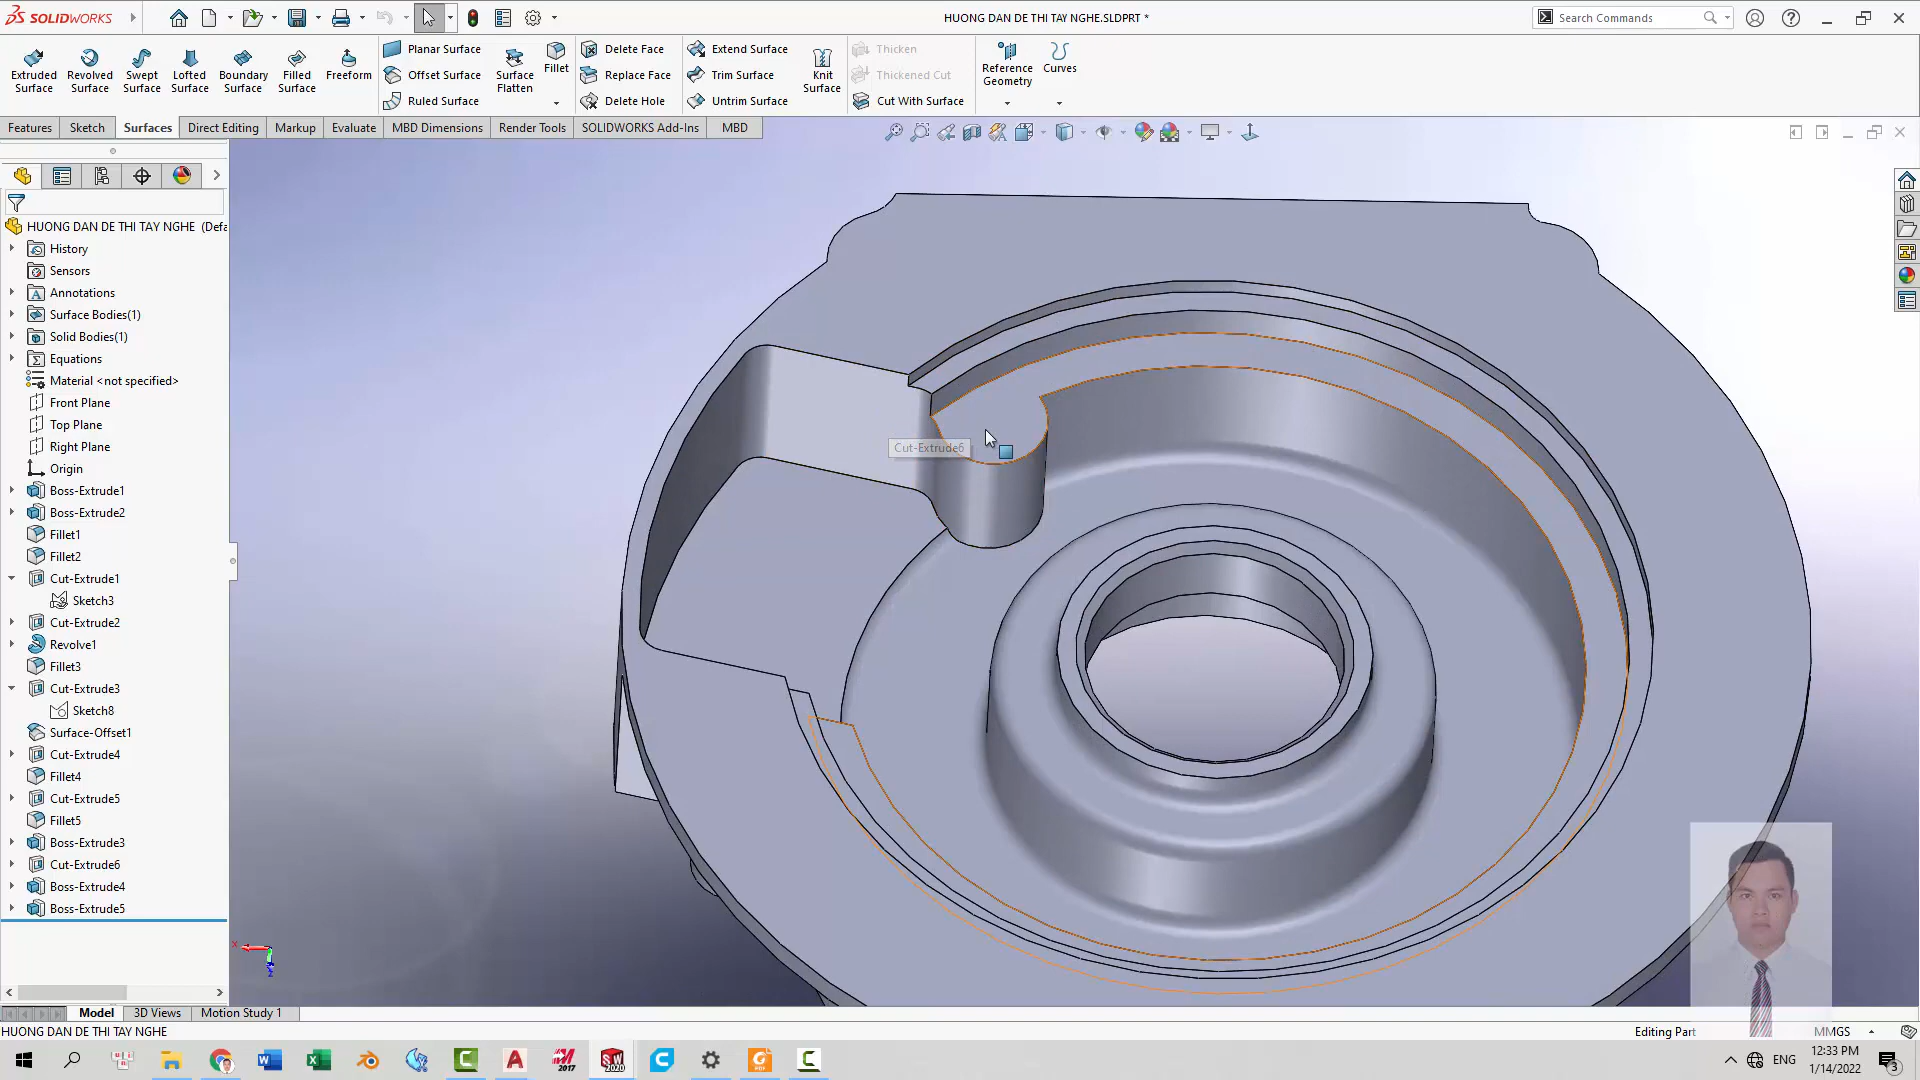 SOLIDWORKS
HUONG DAN DE THI TAY NGHE.SLDPRT *
Search Commands
Extruded Surface
Revolved Surface
Swept Surface
Lofted Surface
Boundary Surface
Filled Surface
Freeform
Planar Surface
Offset Surface
Ruled Surface
Surface Flatten
Fillet
Delete Face
Replace Face
Delete Hole
Extend Surface
Trim Surface
Untrim Surface
Knit Surface
Thicken
Thickened Cut
Cut With Surface
Reference Geometry
Curves
Features
Sketch
Surfaces
Direct Editing
Markup
Evaluate
MBD Dimensions
Render Tools
SOLIDWORKS Add-Ins
MBD
HUONG DAN DE THI TAY NGHE (Defa
History
Sensors
Annotations
Surface Bodies(1)
Solid Bodies(1)
Equations
Material <not specified>
Front Plane
Top Plane
Right Plane
Origin
Boss-Extrude1
Boss-Extrude2
Fillet1
Fillet2
Cut-Extrude1
Sketch3
Cut-Extrude2
Revolve1
Fillet3
Cut-Extrude3
Sketch8
Surface-Offset1
Cut-Extrude4
Fillet4
Cut-Extrude5
Fillet5
Boss-Extrude3
Cut-Extrude6
Boss-Extrude4
Boss-Extrude5
Cut-Extrude6
Model
3D Views
Motion Study 1
HUONG DAN DE THI TAY NGHE
Editing Part
MMGS
ENG
12:33 PM
1/14/2022
3